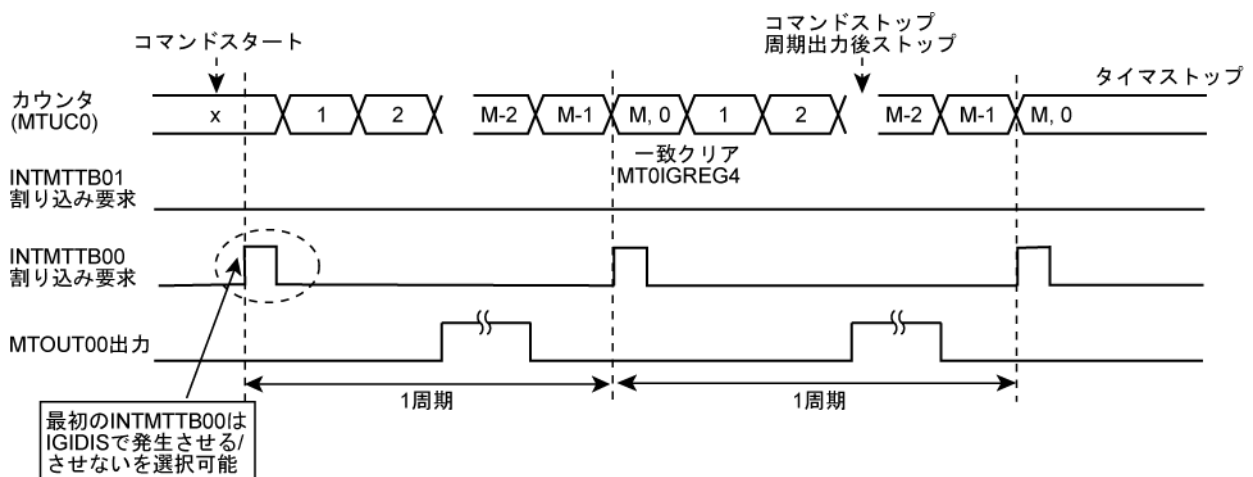 コマンドスタート
コマンドストップ
周期出力後ストップ
タイマストップ
カウンタ
(MTUC0)
x 1 2 M-2 M-1 M, 0 1 2 M-2 M-1 M, 0
一致クリア
MT0IGREG4
INTMTTB01
割り込み要求
INTMTTB00
割り込み要求
MTOUT00出力
1周期 1周期
最初のINTMTTB00は
IGIDISで発生させる/
させないを選択可能